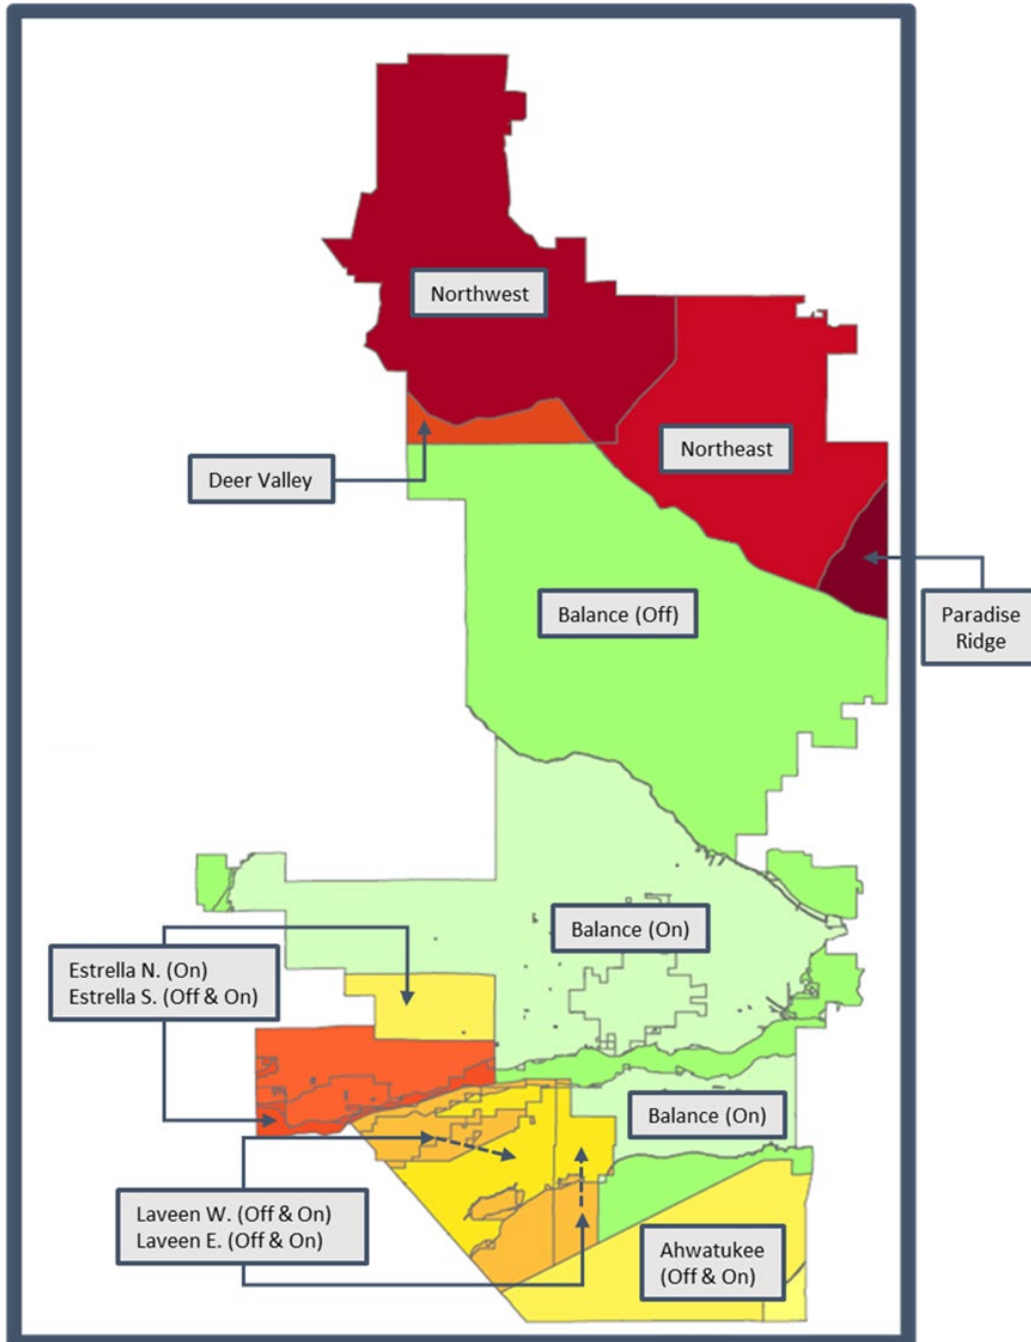 Northwest
Northeast
Deer Valley
Balance (Off)
Paradise
Ridge
Balance (On)
Estrella N. (On)
Estrella S. (Off & On)
Balance (On)
Laveen W. (Off & On)
Laveen E. (Off & On)
Ahwatukee
(Off & On)